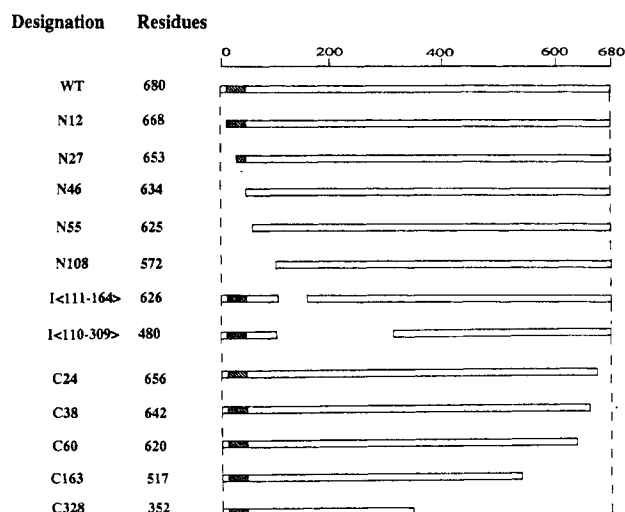 Designation Residues
0 200 400 600 680
WT 680
N12 668
N27 653
N46 634
N55 625
N108 572
I<111-164> 626
I<110-309> 480
C24 656
C38 642
C60 620
C163 517
C328 352